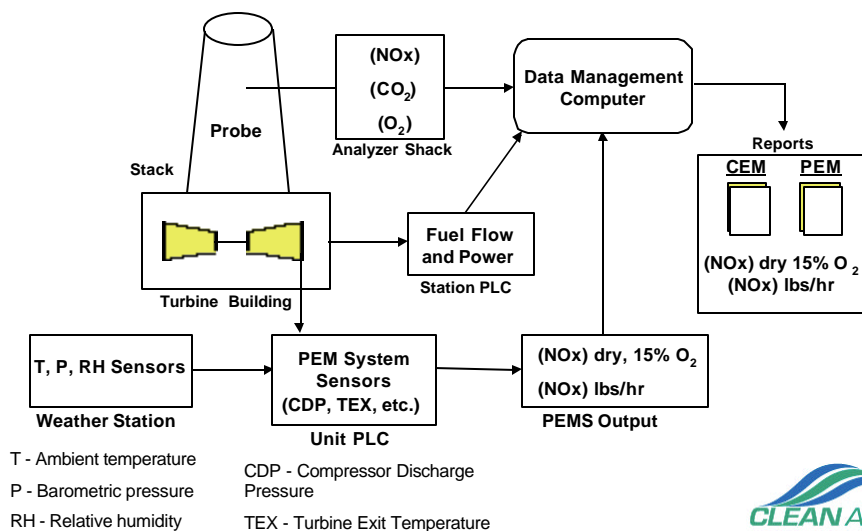 (NOx)
(CO2)
(O2)
Analyzer Shack
Data Management
Computer
Probe
Stack
Reports
CEM PEM
(NOx) dry 15% O2
(NOx) lbs/hr
Fuel Flow
and Power
Station PLC
Turbine Building
T, P, RH Sensors
Weather Station
PEM System
Sensors
(CDP, TEX, etc.)
Unit PLC
(NOx) dry, 15% O2
(NOx) lbs/hr
PEMS Output
T - Ambient temperature
P - Barometric pressure
RH - Relative humidity
CDP - Compressor Discharge
Pressure
TEX - Turbine Exit Temperature
CLEAN A